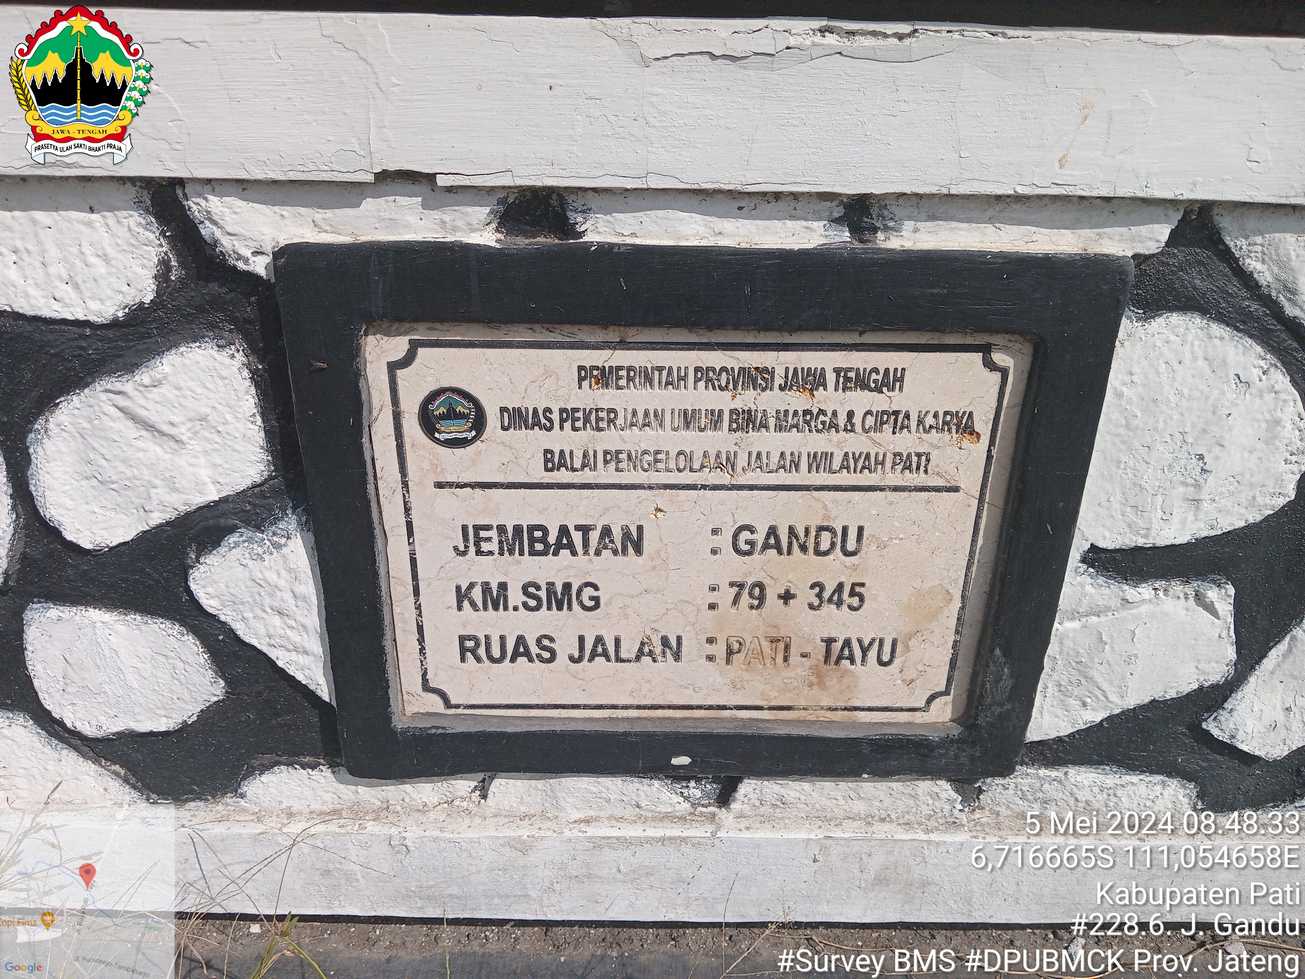 JAWA - TENGAH
PRASETYA ULAH SAKTI BHAKTI PRAJA
PEMERINTAH PROVINSI JAWA TENGAH
DINAS PEKERJAAN UMUM BINA MARGA & CIPTA KARYA
BALAI PENGELOLAAN JALAN WILAYAH PATI
JEMBATAN : GANDU
KM.SMG : 79 + 345
RUAS JALAN : PATI - TAYU
5 Mei 2024 08.48.33
6,716665S 111,054658E
Kabupaten Pati
#228.6. J. Gandu
#Survey BMS #DPUBMCK Prov. Jateng
Google